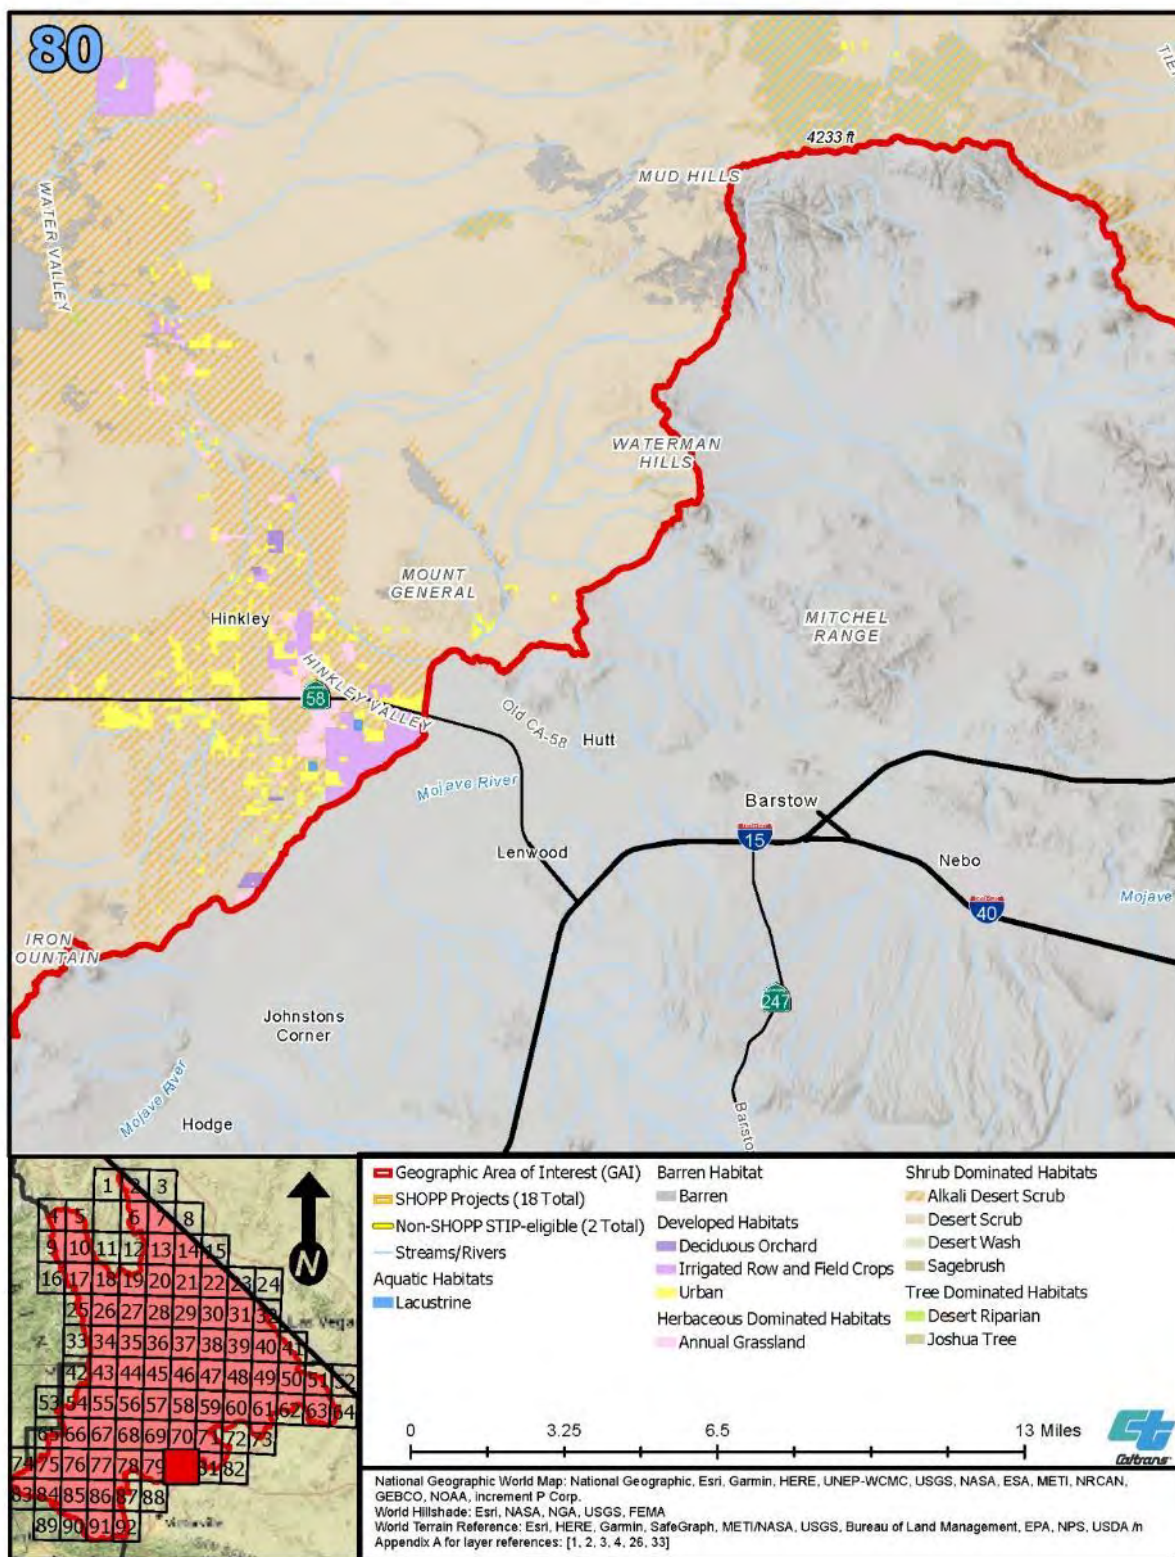 80
4233 ft
TIE
MUD HILLS
WATER VALLEY
WATERMAN
HILLS
MOUNT
GENERAL
Hinkley
MITCHEL
RANGE
HINKLEY VALLEY
58
Old CA-58
Hutt
Mojave River
Barstow
15
Lenwood
Nebo
40
Mojave
IRON
OUNTAIN
247
Johnstons
Corner
Mojave River
Hodge
Barsto
1 2 3
4 5 6 7 8
9 10 11 12 13 14 15
16 17 18 19 20 21 22 23 24
25 26 27 28 29 30 31 32
Las Vega
33 34 35 36 37 38 39 40 41
42 43 44 45 46 47 48 49 50 51 52
53 54 55 56 57 58 59 60 61 62 63 64
65 66 67 68 69 70 71 72 73
74 75 76 77 78 79 81 82
83 84 85 86 87 88
89 90 91 92
N
Geographic Area of Interest (GAI)
SHOPP Projects (18 Total)
Non-SHOPP STIP-eligible (2 Total)
Streams/Rivers
Aquatic Habitats
Lacustrine
Barren Habitat
Barren
Developed Habitats
Deciduous Orchard
Irrigated Row and Field Crops
Urban
Herbaceous Dominated Habitats
Annual Grassland
Shrub Dominated Habitats
Alkali Desert Scrub
Desert Scrub
Desert Wash
Sagebrush
Tree Dominated Habitats
Desert Riparian
Joshua Tree
0 3.25 6.5 13 Miles
Caltrans
National Geographic World Map: National Geographic, Esri, Garmin, HERE, UNEP-WCMC, USGS, NASA, ESA, METI, NRCAN,
GEBCO, NOAA, increment P Corp.
World Hillshade: Esri, NASA, NGA, USGS, FEMA
World Terrain Reference: Esri, HERE, Garmin, SafeGraph, METI/NASA, USGS, Bureau of Land Management, EPA, NPS, USDA /n
Appendix A for layer references: [1, 2, 3, 4, 26, 33]